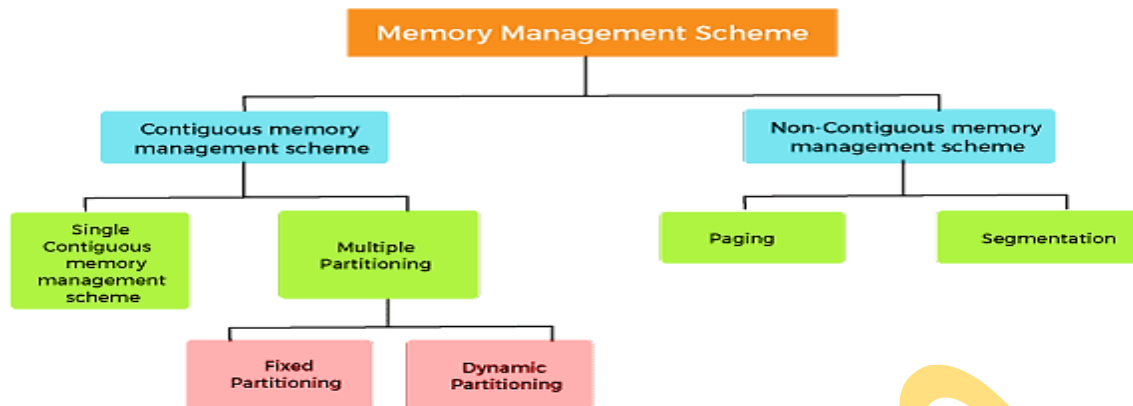 Memory Management Scheme
Contiguous memory
management scheme
Non-Contiguous memory
management scheme
Single
Contiguous
memory
management
scheme
Multiple
Partitioning
Paging
Segmentation
Fixed
Partitioning
Dynamic
Partitioning